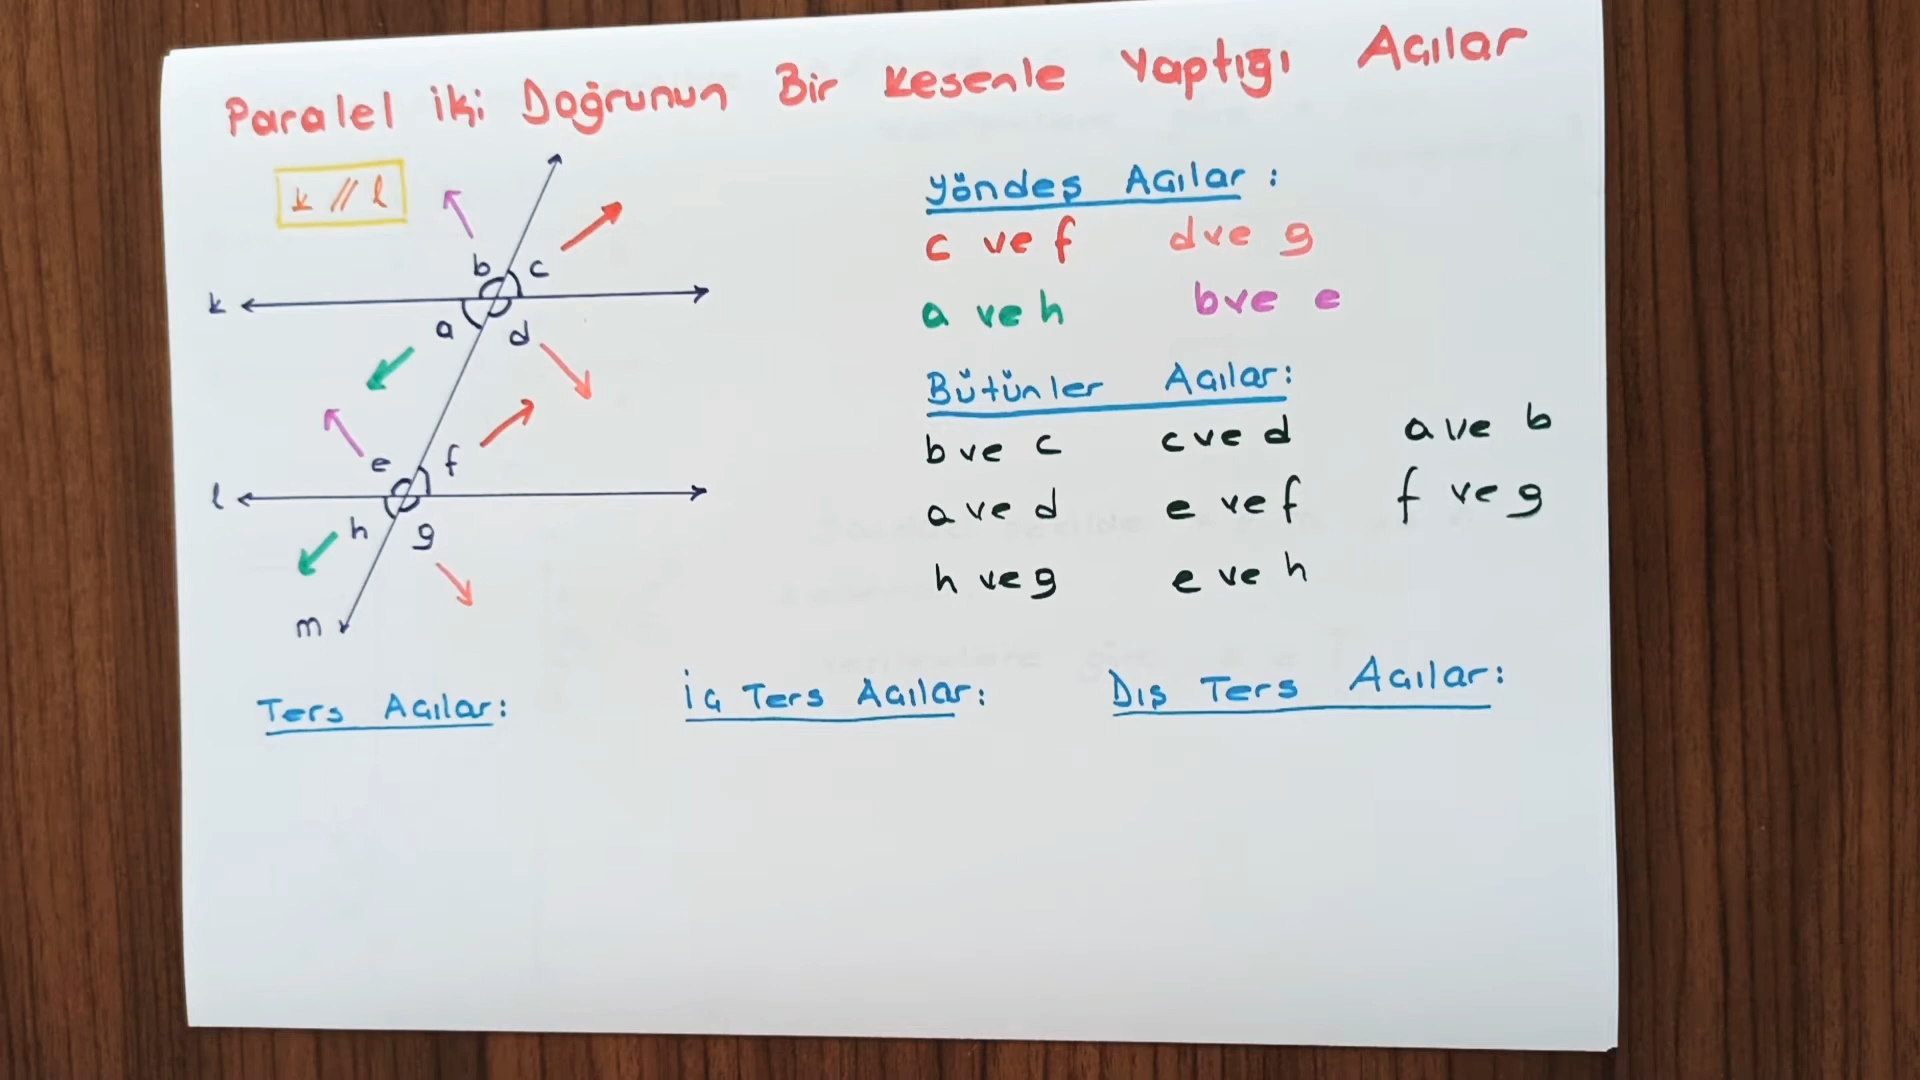 Paralel iki Doğrunun Bir Kesenle Yaptığı Açılar
k // l
b c
k
a d
e f
l
h g
m
Yöndeş Açılar :
c ve f d ve g
a ve h b ve e
Bütünler Açılar:
b ve c c ve d a ve b
a ve d e ve f f ve g
h ve g e ve h
Ters Açılar: İç Ters Açılar: Dış Ters Açılar: